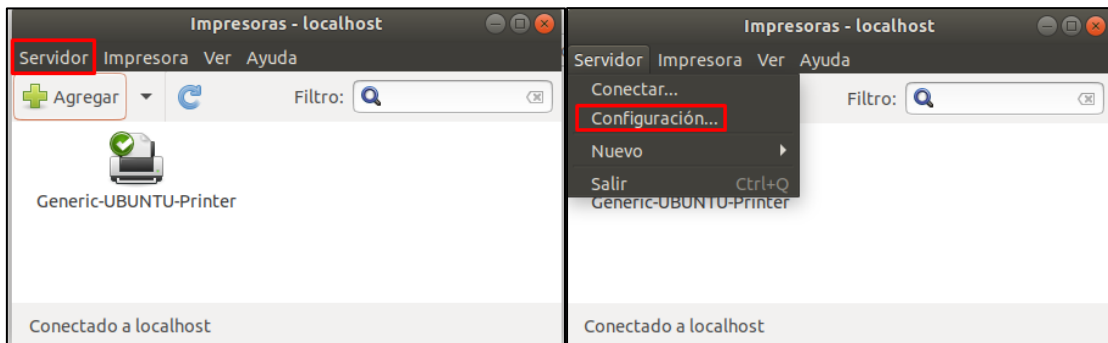 Impresoras - localhost
Servidor Impresora Ver Ayuda
Agregar Filtro:
Generic-UBUNTU-Printer
Conectado a localhost
Impresoras - localhost
Servidor Impresora Ver Ayuda
Conectar...
Filtro:
Configuración...
Nuevo
Salir Ctrl+Q
Generic-UBUNTU-Printer
Conectado a localhost